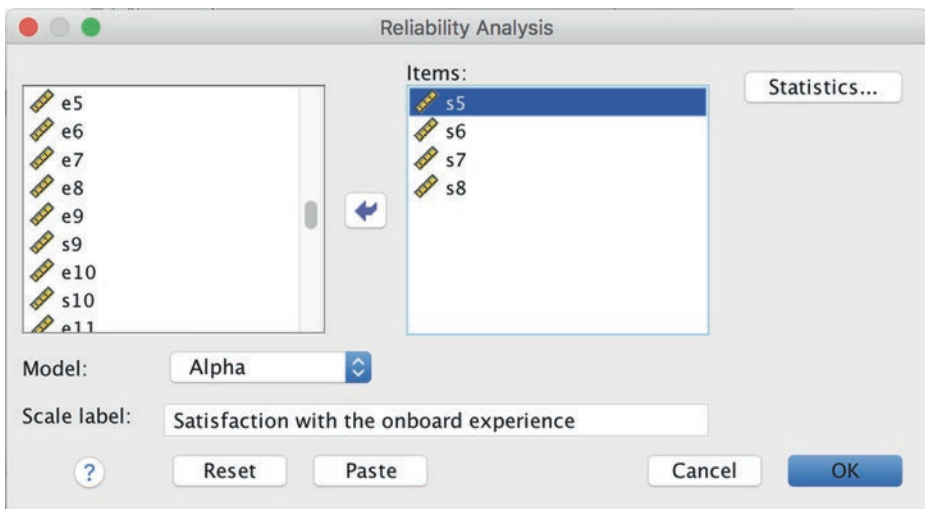 Reliability Analysis
Items:
Statistics...
e5
e6
e7
e8
e9
s9
e10
s10
e11
s5
s6
s7
s8
Model:
Alpha
Scale label:
Satisfaction with the onboard experience
?
Reset
Paste
Cancel
OK